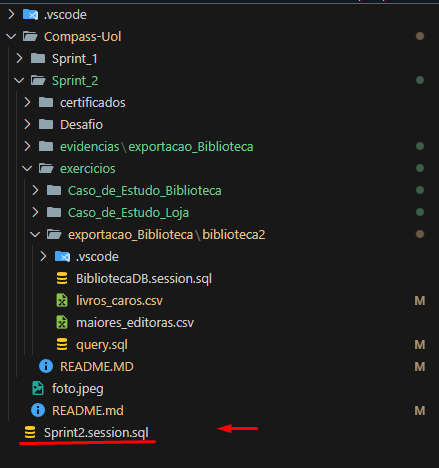 .vscode
Compass-Uol
Sprint_1
Sprint_2
certificados
Desafio
evidencias\exportacao_Biblioteca
exercicios
Caso_de_Estudo_Biblioteca
Caso_de_Estudo_Loja
exportacao_Biblioteca\biblioteca2
.vscode
BibliotecaDB.session.sql
livros_caros.csv M
maiores_editoras.csv
query.sql M
README.MD
foto.jpeg
README.md M
Sprint2.session.sql